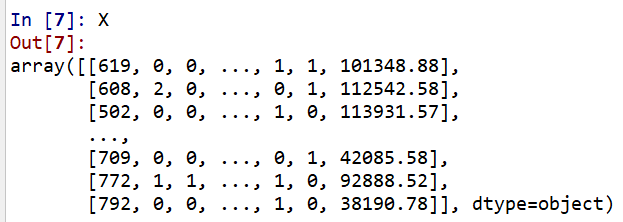 In [7]: X
Out[7]:
array([[619, 0, 0, ..., 1, 1, 101348.88],
       [608, 2, 0, ..., 0, 1, 112542.58],
       [502, 0, 0, ..., 1, 0, 113931.57],
       ...,
       [709, 0, 0, ..., 0, 1, 42085.58],
       [772, 1, 1, ..., 1, 0, 92888.52],
       [792, 0, 0, ..., 1, 0, 38190.78]], dtype=object)